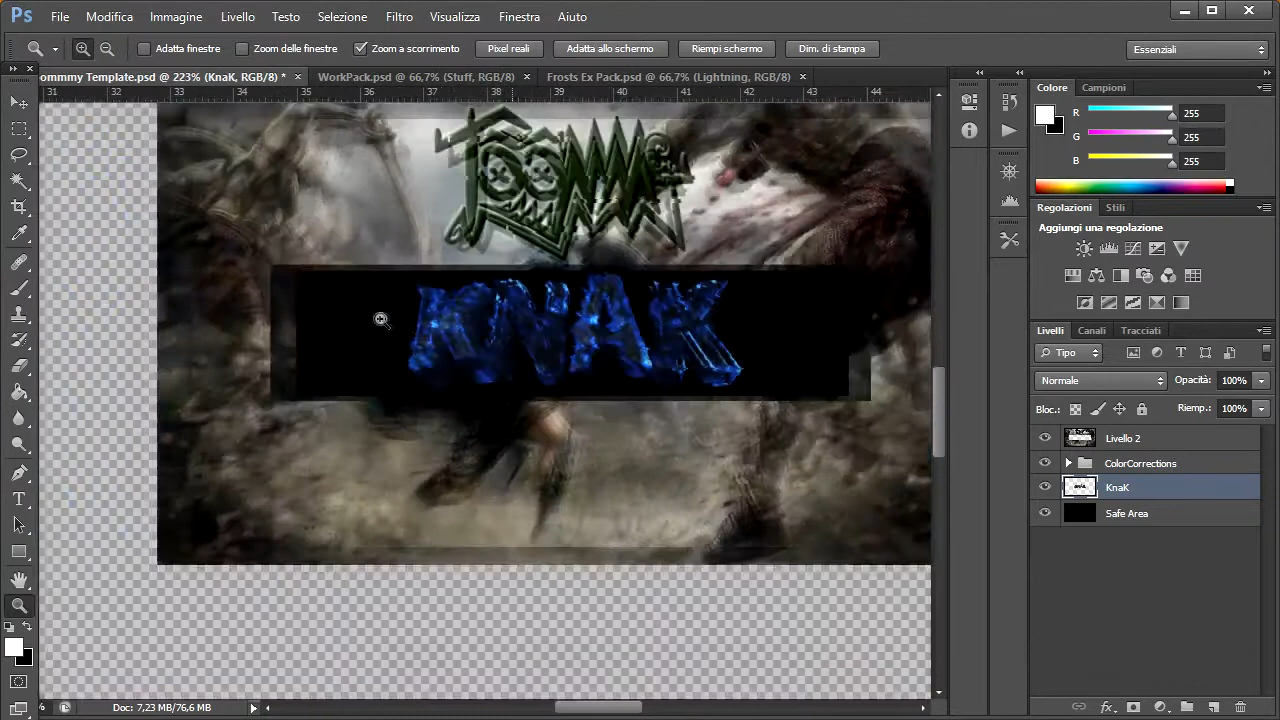 Ps File Modifica Immagine Livello Testo Selezione Filtro Visualizza Finestra Aiuto
Adatta finestre Zoom delle finestre Zoom a scorrimento Pixel reali Adatta allo schermo Riempi schermo Dim. di stampa Essenziali
ommmy Template.psd @ 223% (KnaK, RGB/8) * × WorkPack.psd @ 66,7% (Stuff, RGB/8) × Frosts Ex Pack.psd @ 66,7% (Lightning, RGB/8) ×
31 32 33 34 35 36 37 38 39 40 41 42 43 44
KNAK
% Doc: 7,23 MB/76,6 MB
Colore Campioni
R 255
G 255
B 255
Regolazioni Stili
Aggiungi una regolazione
Livelli Canali Tracciati
Tipo
Normale Opacità: 100%
Bloc.: Riemp.: 100%
Livello 2
ColorCorrections
KnaK
Safe Area
fx